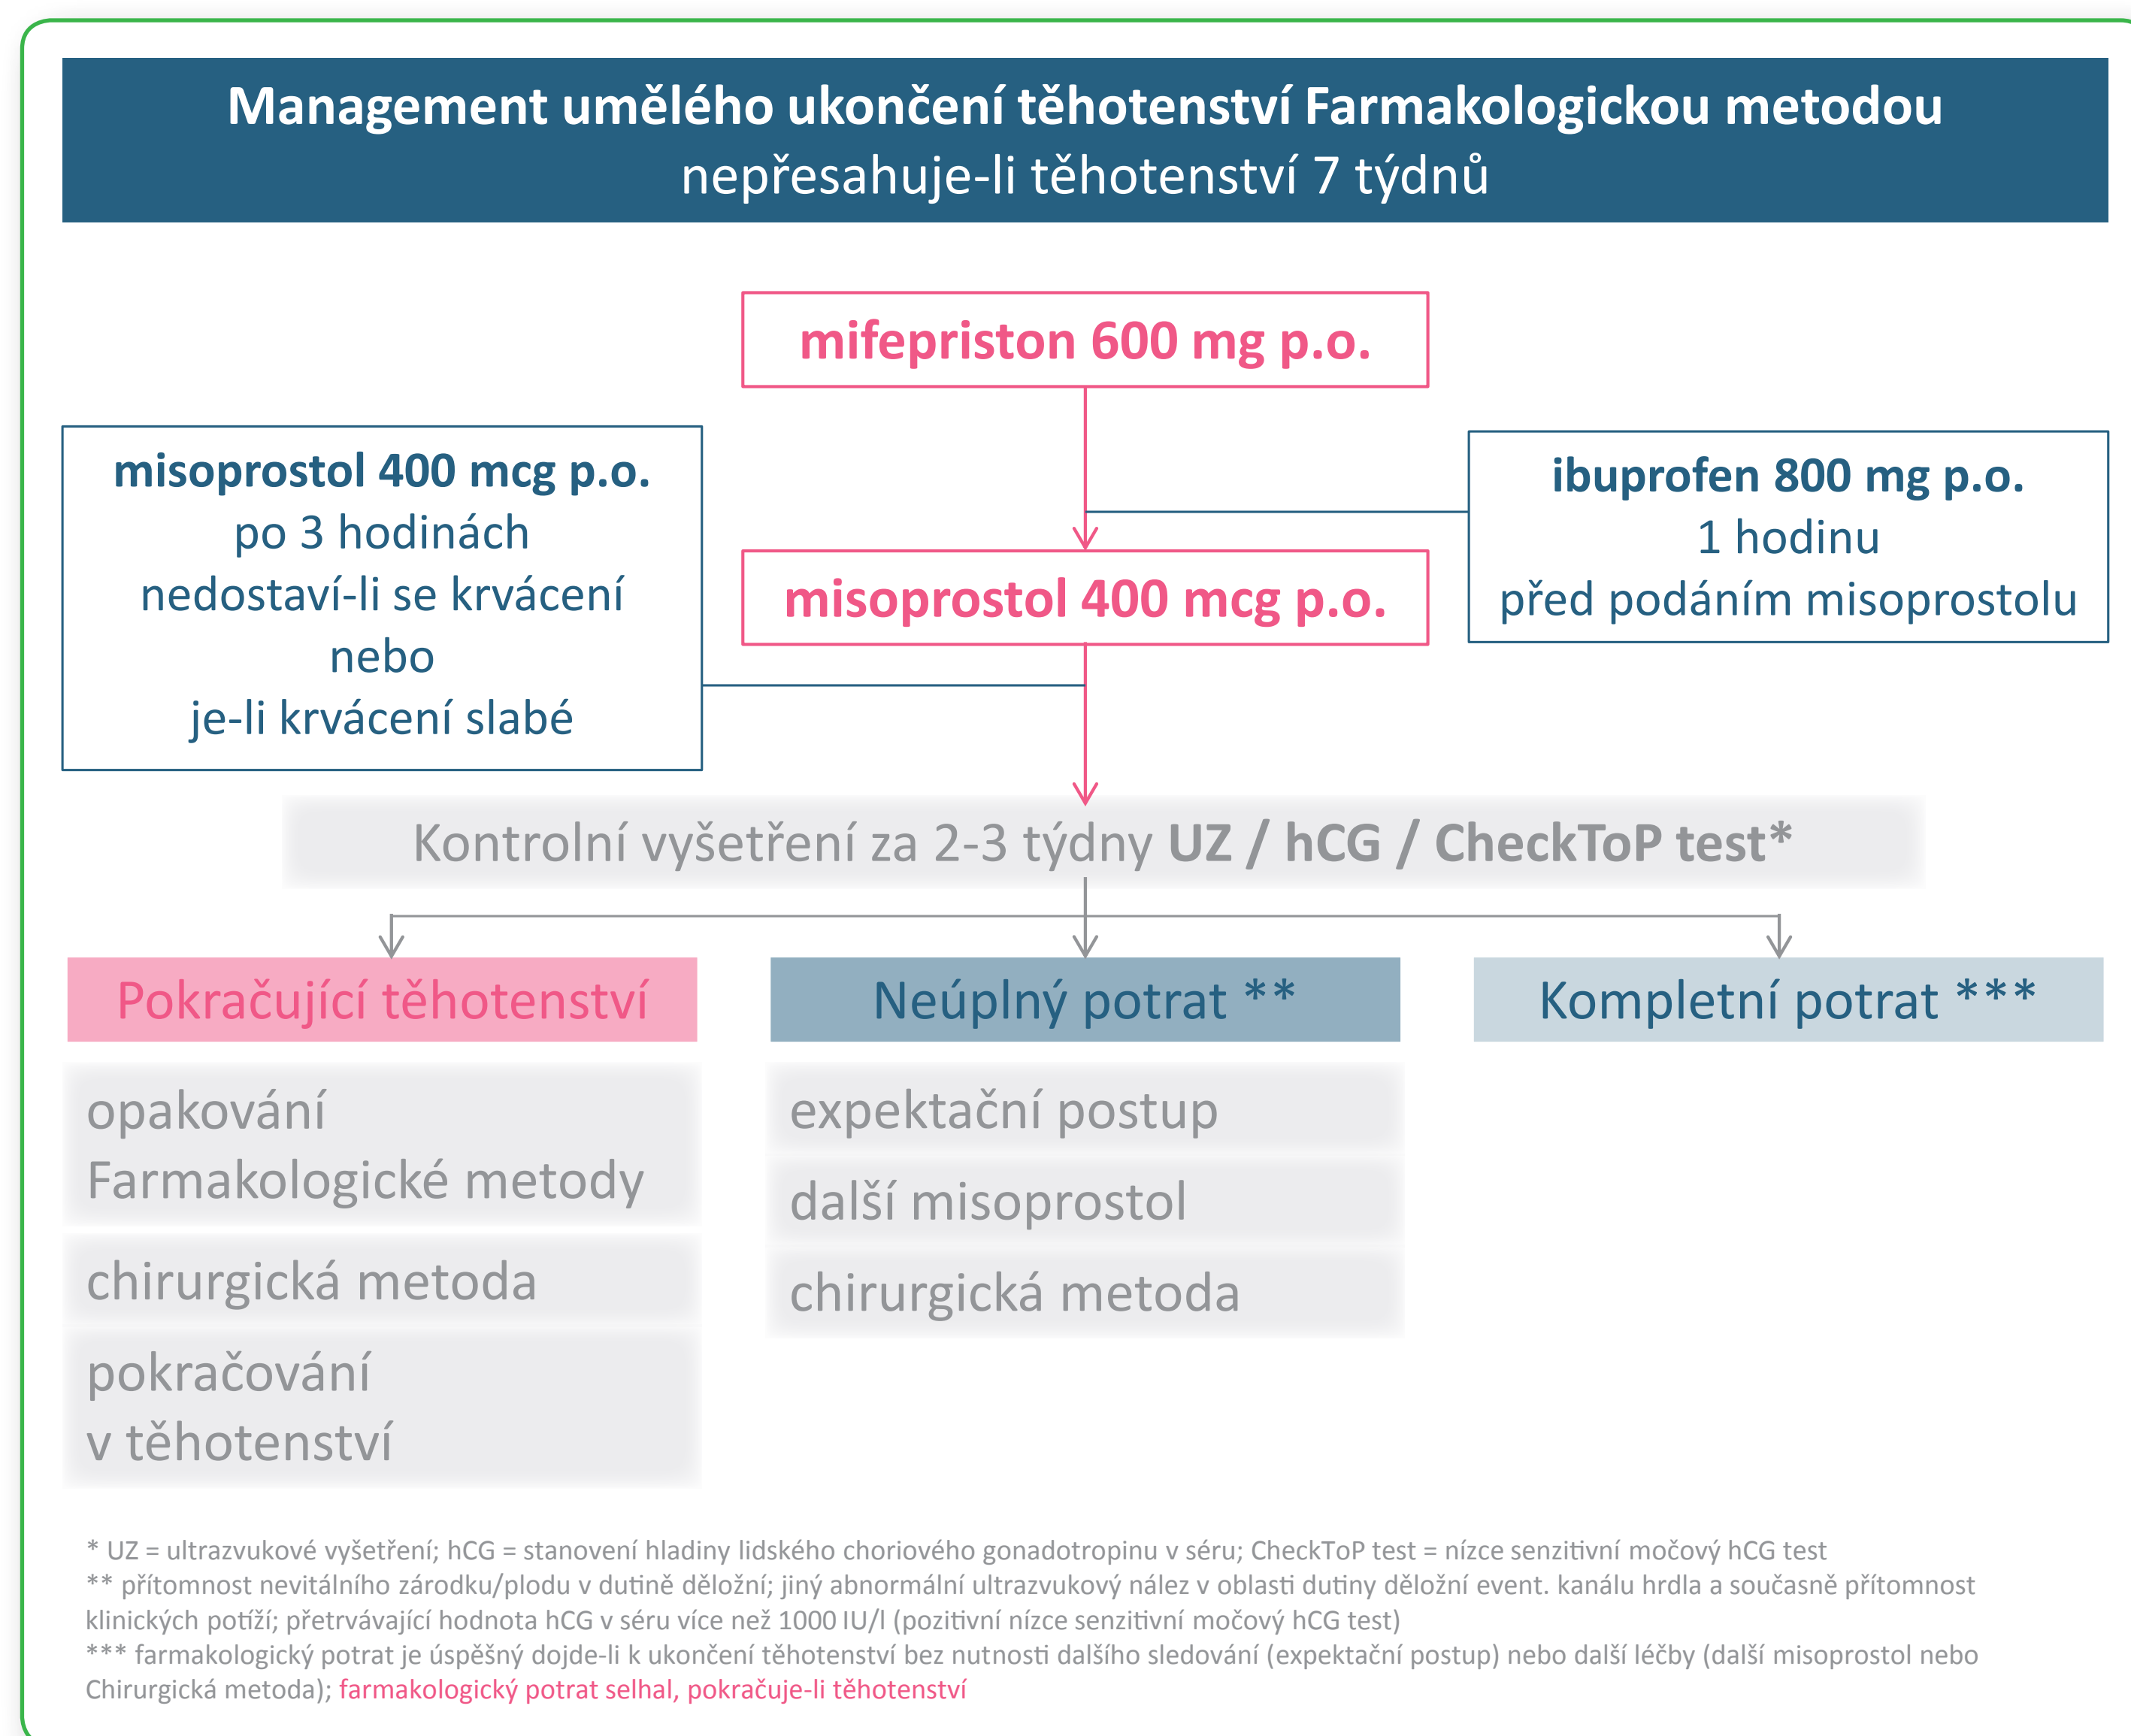 Management umělého ukončení těhotenství Farmakologickou metodou
nepřesahuje-li těhotenství 7 týdnů
mifepriston 600 mg p.o.
misoprostol 400 mcg p.o.
po 3 hodinách
nedostaví-li se krvácení
nebo
je-li krvácení slabé
ibuprofen 800 mg p.o.
1 hodinu
před podáním misoprostolu
misoprostol 400 mcg p.o.
Kontrolní vyšetření za 2-3 týdny UZ / hCG / CheckToP test*
Pokračující těhotenství
opakování
Farmakologické metody
chirurgická metoda
pokračování
v těhotenství
Neúplný potrat **
expektační postup
další misoprostol
chirurgická metoda
Kompletní potrat ***
* UZ = ultrazvukové vyšetření; hCG = stanovení hladiny lidského choriového gonadotropinu v séru; CheckToP test = nízce senzitivní močový hCG test
** přítomnost nevitálního zárodku/plodu v dutině děložní; jiný abnormální ultrazvukový nález v oblasti dutiny děložní event. kanálu hrdla a současně přítomnost
klinických potíží; přetrvávající hodnota hCG v séru více než 1000 IU/l (pozitivní nízce senzitivní močový hCG test)
*** farmakologický potrat je úspěšný dojde-li k ukončení těhotenství bez nutnosti dalšího sledování (expektační postup) nebo další léčby (další misoprostol nebo
Chirurgická metoda); farmakologický potrat selhal, pokračuje-li těhotenství